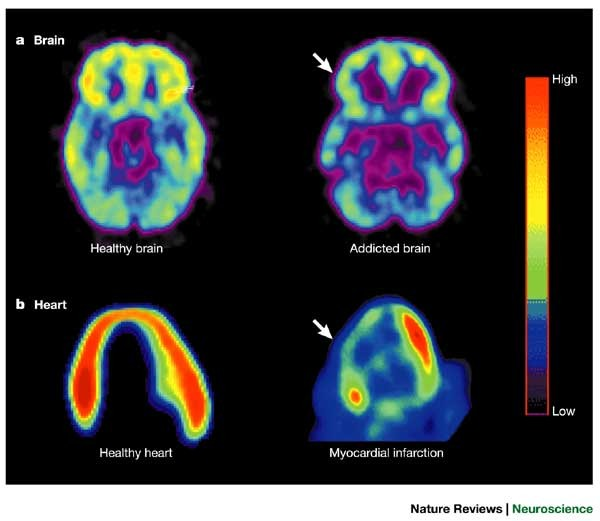 a Brain
High
Healthy brain
Addicted brain
b Heart
Low
Healthy heart
Myocardial infarction
Nature Reviews | Neuroscience